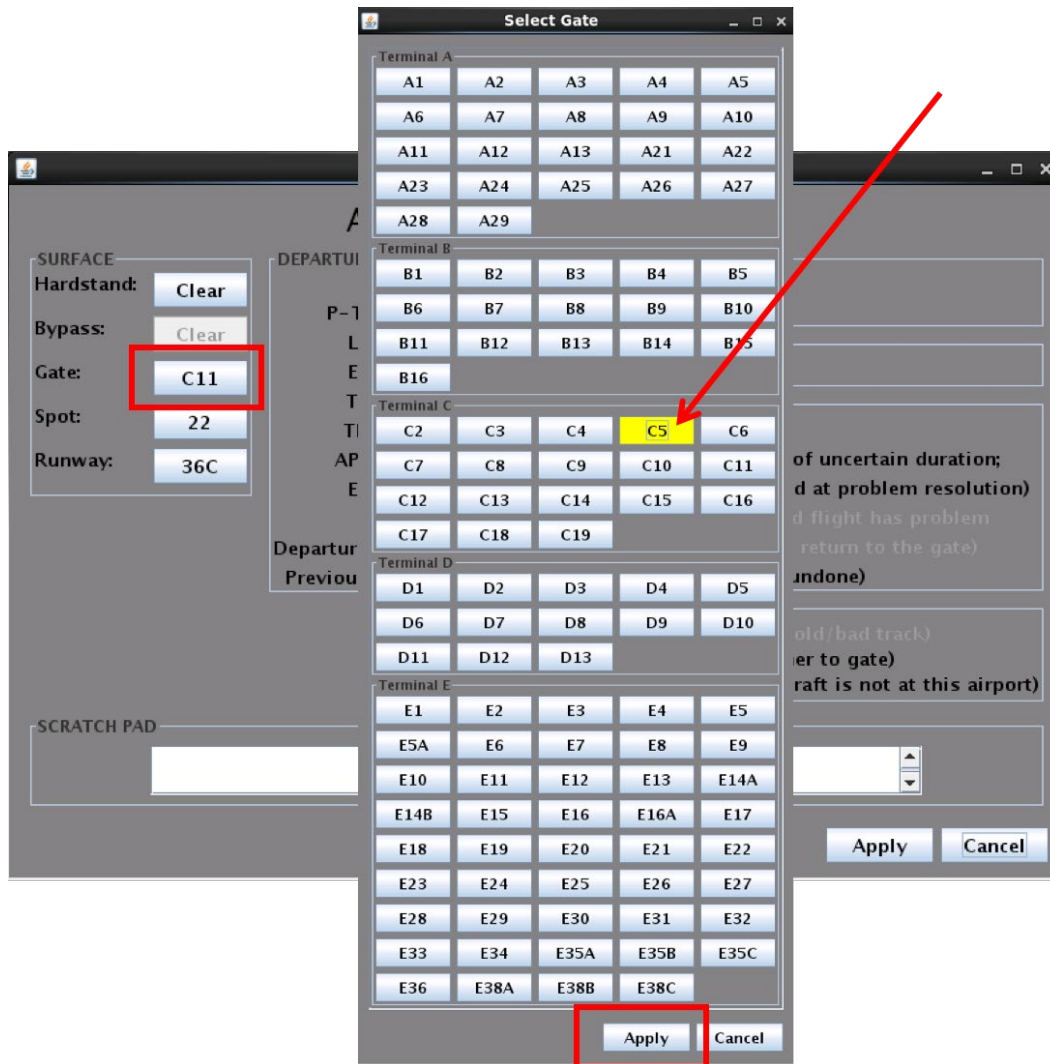 Select Gate
Terminal A
A1 A2 A3 A4 A5
A6 A7 A8 A9 A10
A11 A12 A13 A21 A22
A23 A24 A25 A26 A27
A28 A29
Terminal B
B1 B2 B3 B4 B5
B6 B7 B8 B9 B10
B11 B12 B13 B14 B15
B16
Terminal C
C2 C3 C4 C5 C6
C7 C8 C9 C10 C11
C12 C13 C14 C15 C16
C17 C18 C19
Terminal D
D1 D2 D3 D4 D5
D6 D7 D8 D9 D10
D11 D12 D13
Terminal E
E1 E2 E3 E4 E5
E5A E6 E7 E8 E9
E10 E11 E12 E13 E14A
E14B E15 E16 E16A E17
E18 E19 E20 E21 E22
E23 E24 E25 E26 E27
E28 E29 E30 E31 E32
E33 E34 E35A E35B E35C
E36 E38A E38B E38C
Apply Cancel
SURFACE
Hardstand: Clear
Bypass: Clear
Gate: C11
Spot: 22
Runway: 36C
Departur
Previou
of uncertain duration;
d at problem resolution)
d flight has problem
return to the gate)
undone)
old/bad track)
er to gate)
raft is not at this airport)
SCRATCH PAD
Apply Cancel